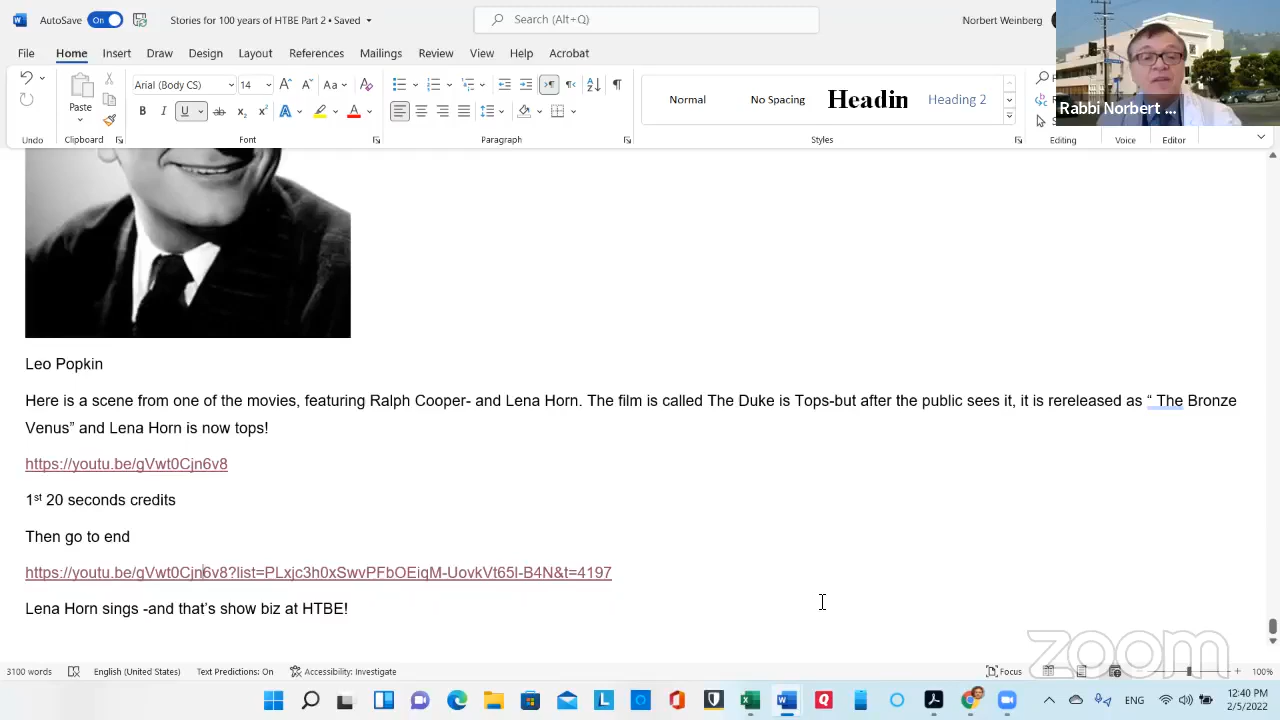 AutoSave On Stories for 100 years of HTBE Part 2 • Saved Search (Alt+Q) Norbert Weinberg
File Home Insert Draw Design Layout References Mailings Review View Help Acrobat
Arial (Body CS) 14 Aa
Paste B I U ab x₂ x² A A Normal No Spacing Headin Heading 2
Rabbi Norbert ...
Undo Clipboard Font Paragraph Styles Editing Voice Editor
Leo Popkin
Here is a scene from one of the movies, featuring Ralph Cooper- and Lena Horn. The film is called The Duke is Tops-but after the public sees it, it is rereleased as “ The Bronze
Venus” and Lena Horn is now tops!
https://youtu.be/gVwt0Cjn6v8
1st 20 seconds credits
Then go to end
https://youtu.be/gVwt0Cjn6v8?list=PLxjc3h0xSwvPFbOEiqM-UovkVt65l-B4N&t=4197
Lena Horn sings -and that’s show biz at HTBE!
zoom
3100 words English (United States) Text Predictions: On Accessibility: Investigate Focus 100%
12:40 PM
ENG
2/5/2022